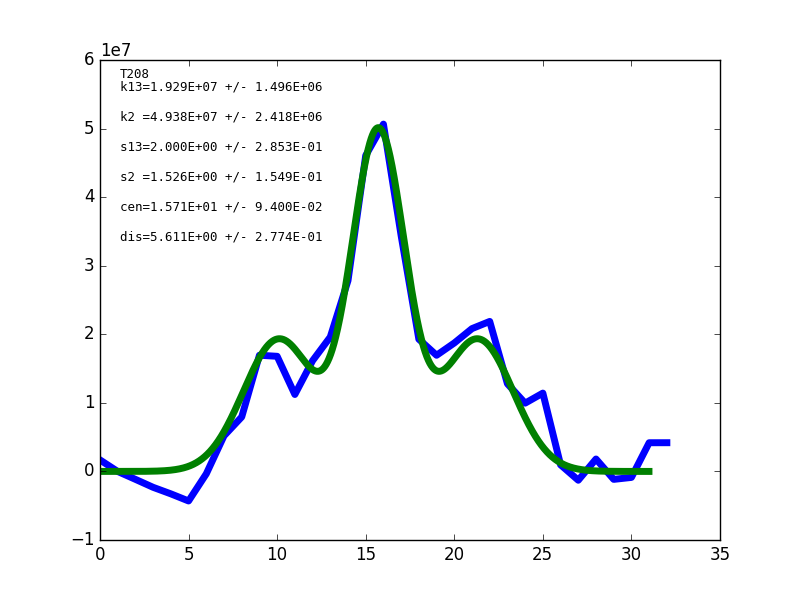 1e7
T208
k13=1.929E+07 +/- 1.496E+06
k2 =4.938E+07 +/- 2.418E+06
s13=2.000E+00 +/- 2.853E-01
s2 =1.526E+00 +/- 1.549E-01
cen=1.571E+01 +/- 9.400E-02
dis=5.611E+00 +/- 2.774E-01
6
5
4
3
2
1
0
−1
0 5 10 15 20 25 30 35